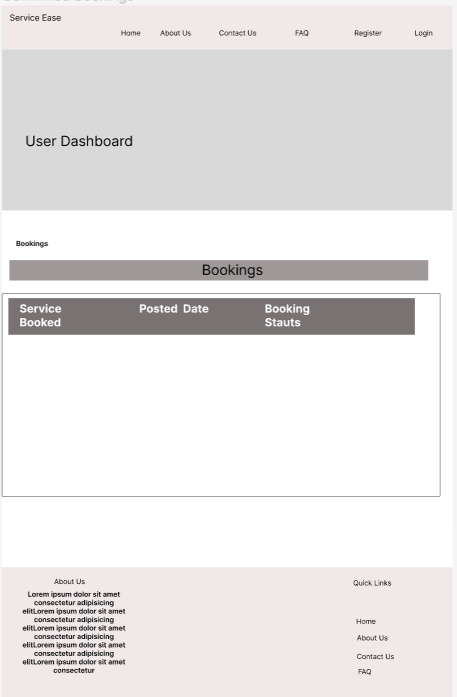 Confirmed Bookings
Service Ease
Home About Us Contact Us FAQ Register Login
User Dashboard
Bookings
Bookings
Service Posted Date Booking
Booked Stauts
About Us
Lorem ipsum dolor sit amet
consectetur adipisicing
elitLorem ipsum dolor sit amet
consectetur adipisicing
elitLorem ipsum dolor sit amet
consectetur adipisicing
elitLorem ipsum dolor sit amet
consectetur adipisicing
elitLorem ipsum dolor sit amet
consectetur
Quick Links
Home
About Us
Contact Us
FAQ